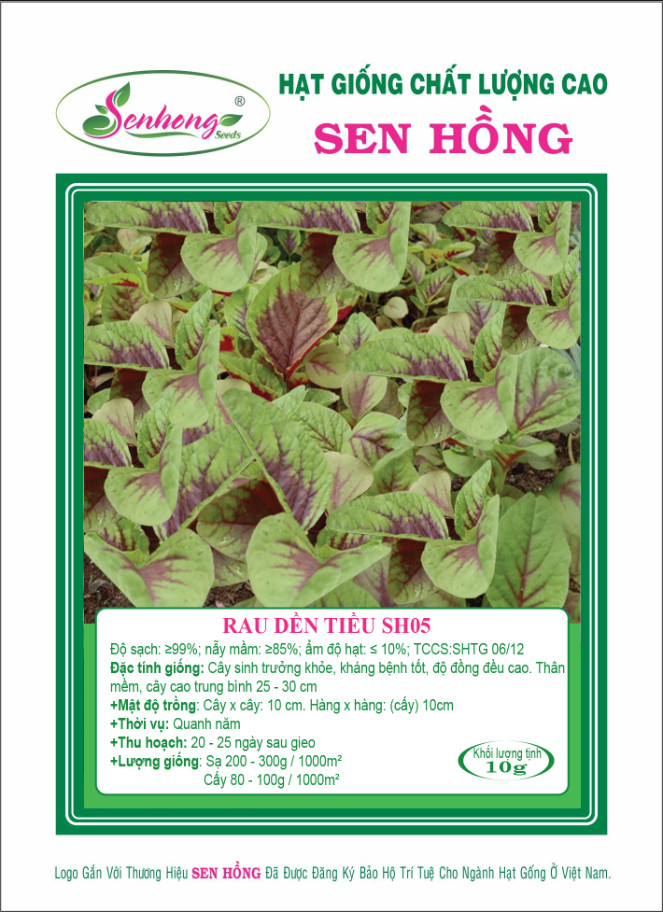 Senhong ®
Seeds
HẠT GIỐNG CHẤT LƯỢNG CAO
SEN HỒNG
RAU DỀN TIỀU SH05
Độ sạch: ≥99%; nẩy mầm: ≥85%; ẩm độ hạt: ≤ 10%; TCCS:SHTG 06/12
Đặc tính giống: Cây sinh trưởng khỏe, kháng bệnh tốt, độ đồng đều cao. Thân
mềm, cây cao trung bình 25 - 30 cm
+Mật độ trồng: Cây x cây: 10 cm. Hàng x hàng: (cấy) 10cm
+Thời vụ: Quanh năm
+Thu hoạch: 20 - 25 ngày sau gieo
+Lượng giống: Sạ 200 - 300g / 1000m²
Cấy 80 - 100g / 1000m²
Khối lượng tịnh
10g
Logo Gắn Với Thương Hiệu SEN HỒNG Đã Được Đăng Ký Bảo Hộ Trí Tuệ Cho Ngành Hạt Gống Ở Việt Nam.